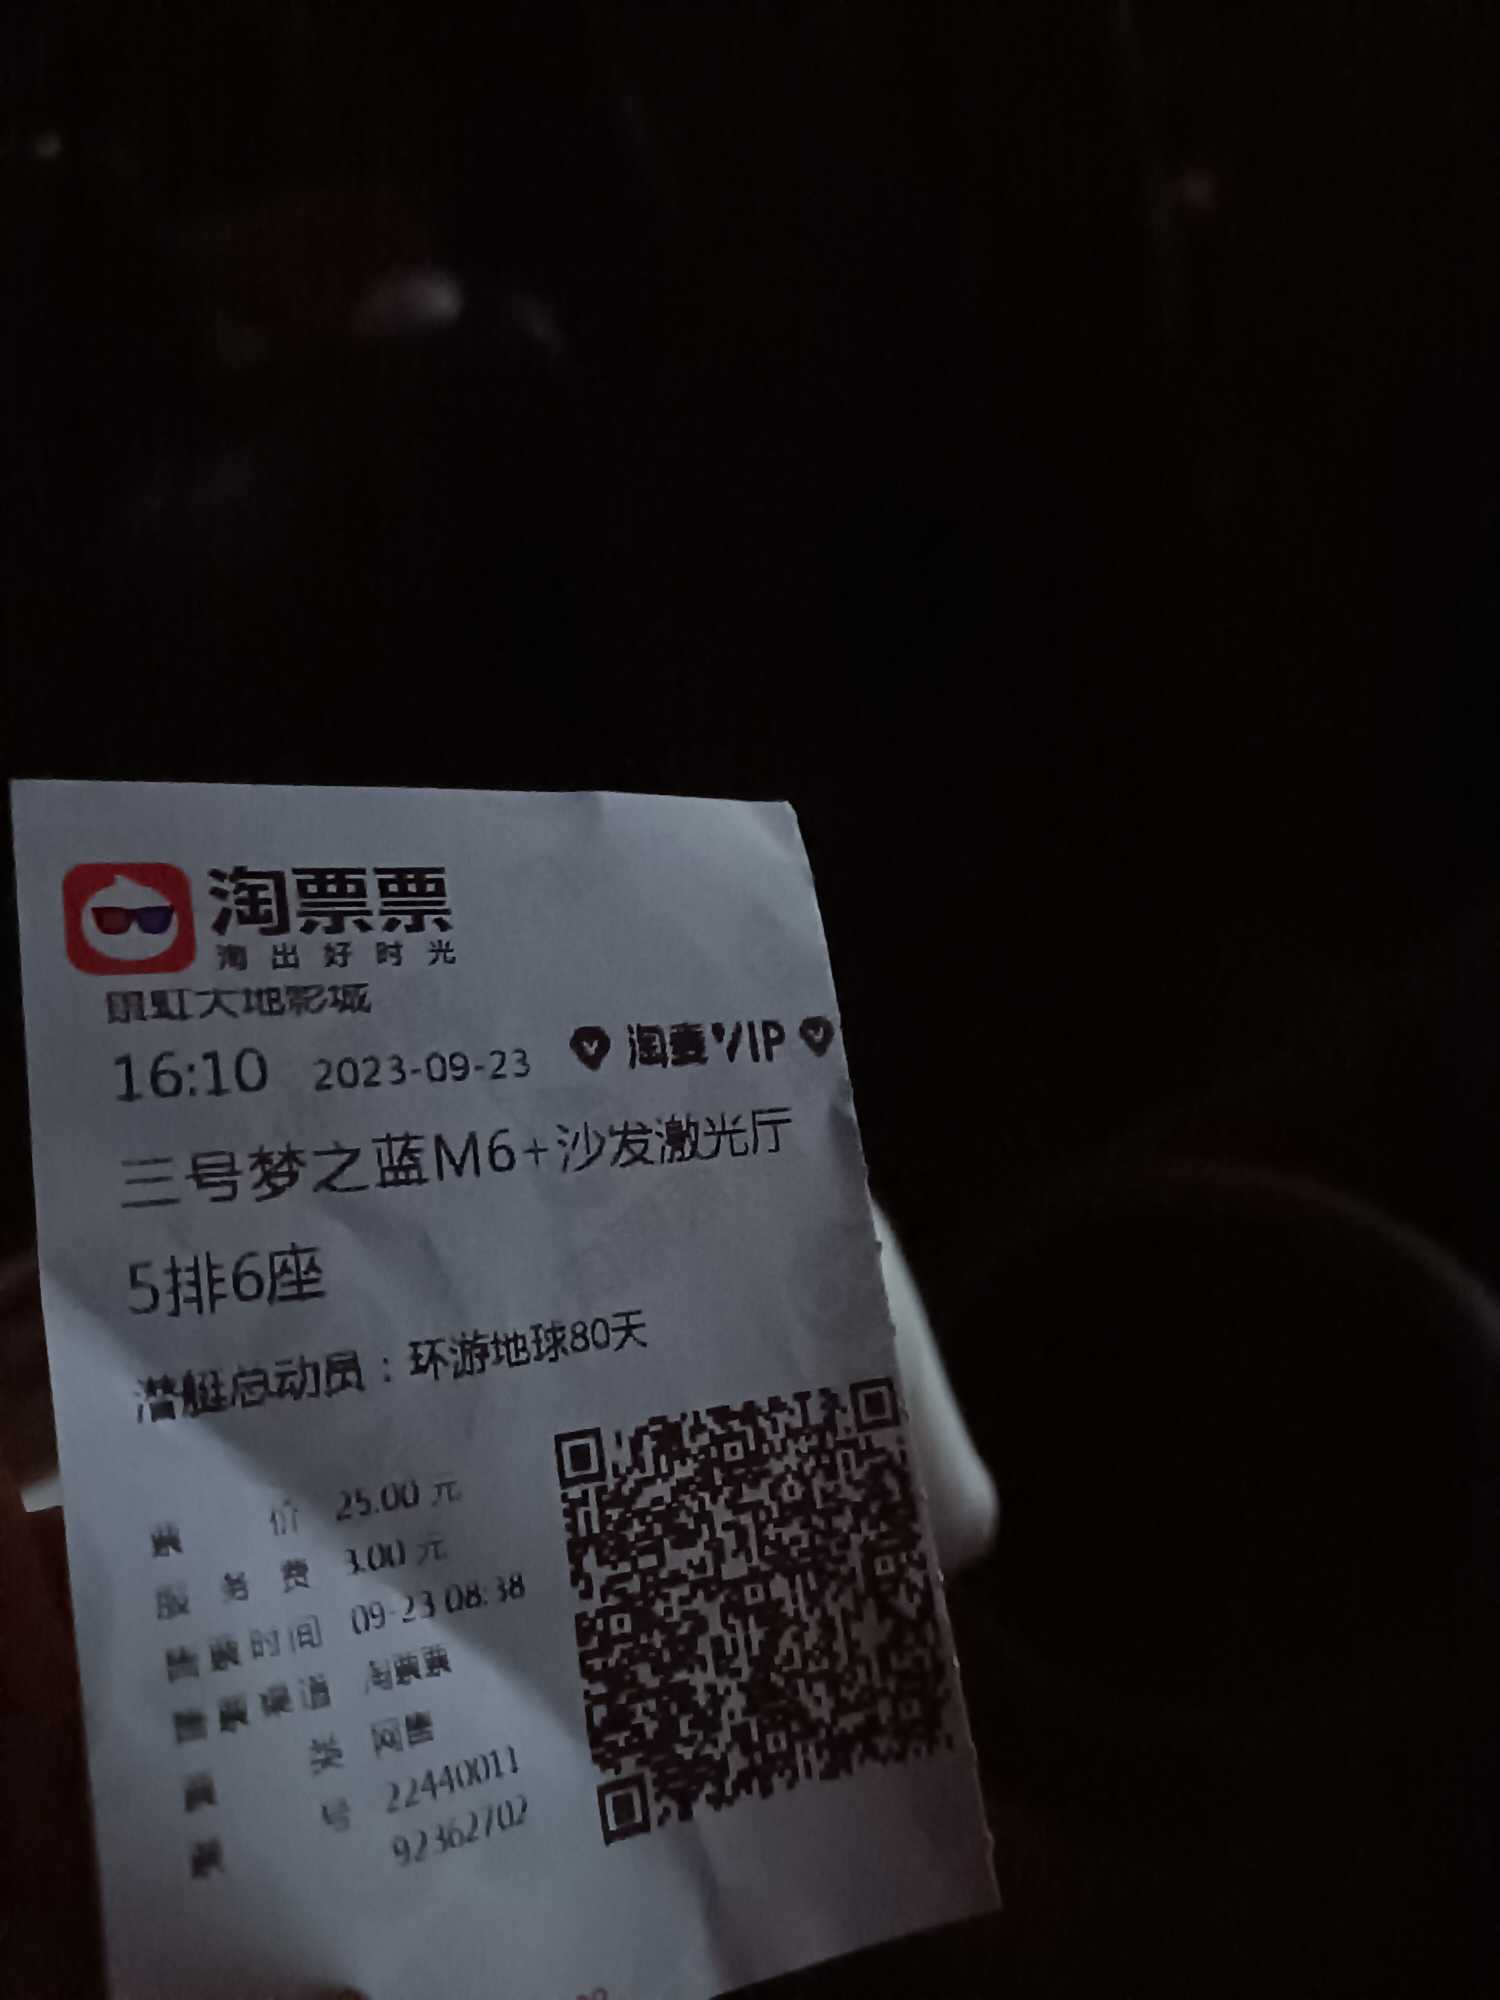 淘票票
淘出好时光
大地影城
16:10 2023-09-23 淘麦VIP
三号梦之蓝M6+沙发激光厅
5排6座
潜艇总动员：环游地球80天
票价 25.00 元
服务费 3.00 元
售票时间 09-23 08:38
售票渠道 淘票票
票类 网售
票号 22440011
92362702